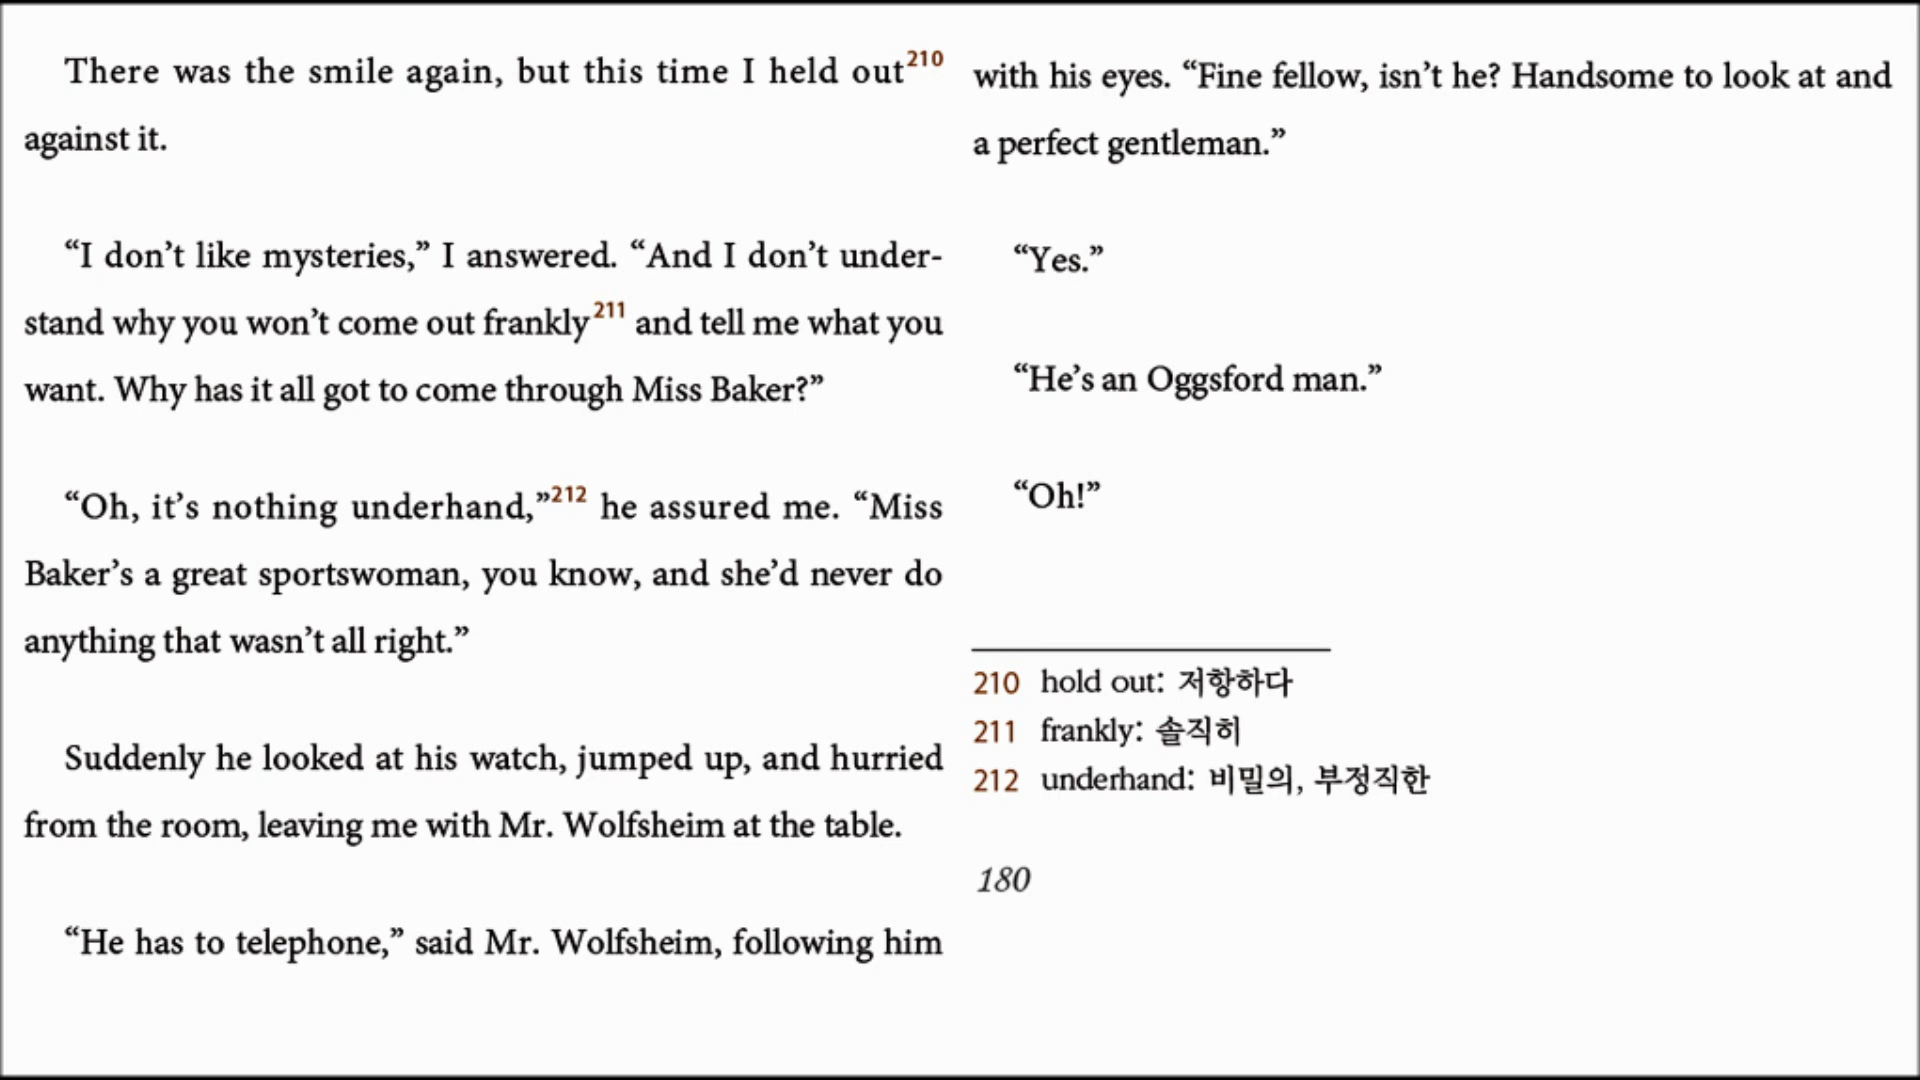 There was the smile again, but this time I held out210
against it.
“I don’t like mysteries,” I answered. “And I don’t under-
stand why you won’t come out frankly211 and tell me what you
want. Why has it all got to come through Miss Baker?”
“Oh, it’s nothing underhand,”212 he assured me. “Miss
Baker’s a great sportswoman, you know, and she’d never do
anything that wasn’t all right.”
Suddenly he looked at his watch, jumped up, and hurried
from the room, leaving me with Mr. Wolfsheim at the table.
“He has to telephone,” said Mr. Wolfsheim, following him
with his eyes. “Fine fellow, isn’t he? Handsome to look at and
a perfect gentleman.”
“Yes.”
“He’s an Oggsford man.”
“Oh!”
210 hold out: 저항하다
211 frankly: 솔직히
212 underhand: 비밀의, 부정직한
180